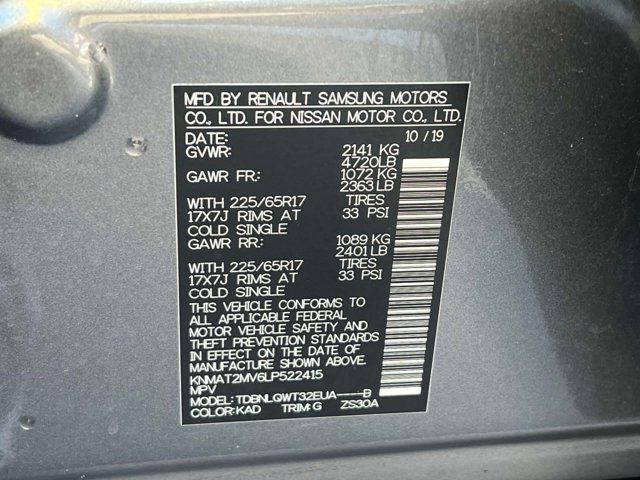 MFD BY RENAULT SAMSUNG MOTORS
CO., LTD. FOR NISSAN MOTOR CO., LTD.
DATE: 10/19
GVWR: 2141 KG
4720LB
GAWR FR: 1072 KG
2363LB
WITH 225/65R17 TIRES
17X7J RIMS AT 33 PSI
COLD SINGLE
GAWR RR: 1089 KG
2401LB
WITH 225/65R17 TIRES
17X7J RIMS AT 33 PSI
COLD SINGLE
THIS VEHICLE CONFORMS TO
ALL APPLICABLE FEDERAL
MOTOR VEHICLE SAFETY AND
THEFT PREVENTION STANDARDS
IN EFFECT ON THE DATE OF
MANUFACTURE SHOWN ABOVE.
KNMAT2MV6LP522415
MPV
MODEL: TDBNLQWT32EUA----B
COLOR: KAD TRIM: G ZS30A